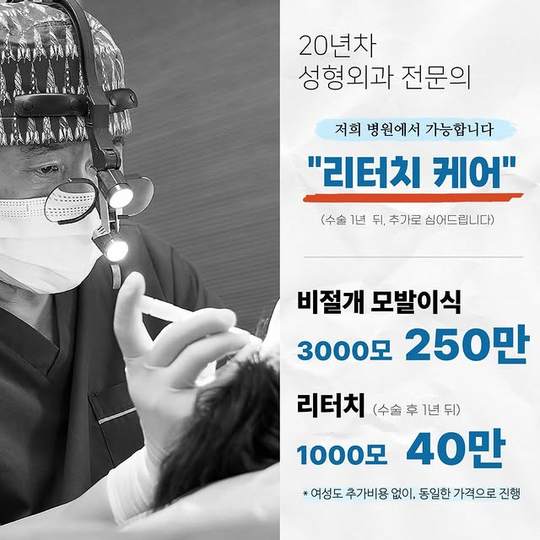 20년차
성형외과 전문의
저희 병원에서 가능합니다
"리터치 케어"
(수술 1년 뒤, 추가로 심어드립니다)
비절개 모발이식
3000모 250만
리터치 (수술 후 1년 뒤)
1000모 40만
* 여성도 추가비용 없이, 동일한 가격으로 진행